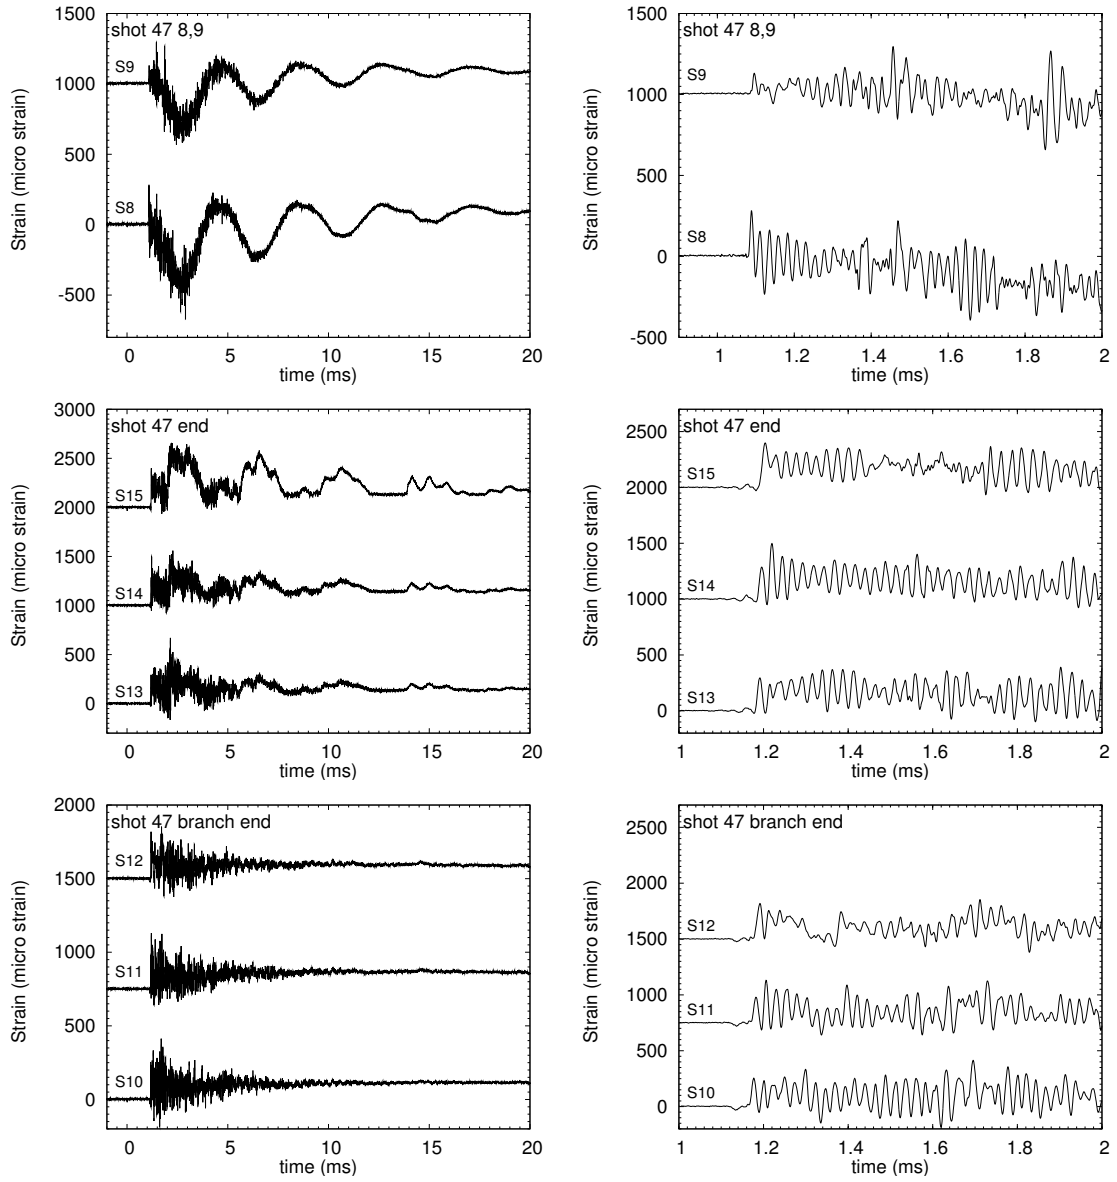 shot 47 8,9
1500
1000
500
0
-500
S9
S8
Strain (micro strain)
0 5 10 15 20
time (ms)
shot 47 8,9
1500
1000
500
0
-500
S9
S8
Strain (micro strain)
1 1.2 1.4 1.6 1.8 2
time (ms)
shot 47 end
3000
2500
2000
1500
1000
500
0
S15
S14
S13
Strain (micro strain)
0 5 10 15 20
time (ms)
shot 47 end
2500
2000
1500
1000
500
0
S15
S14
S13
Strain (micro strain)
1 1.2 1.4 1.6 1.8 2
time (ms)
shot 47 branch end
2000
1500
1000
500
0
S12
S11
S10
Strain (micro strain)
0 5 10 15 20
time (ms)
shot 47 branch end
2500
2000
1500
1000
500
0
S12
S11
S10
Strain (micro strain)
1 1.2 1.4 1.6 1.8 2
time (ms)